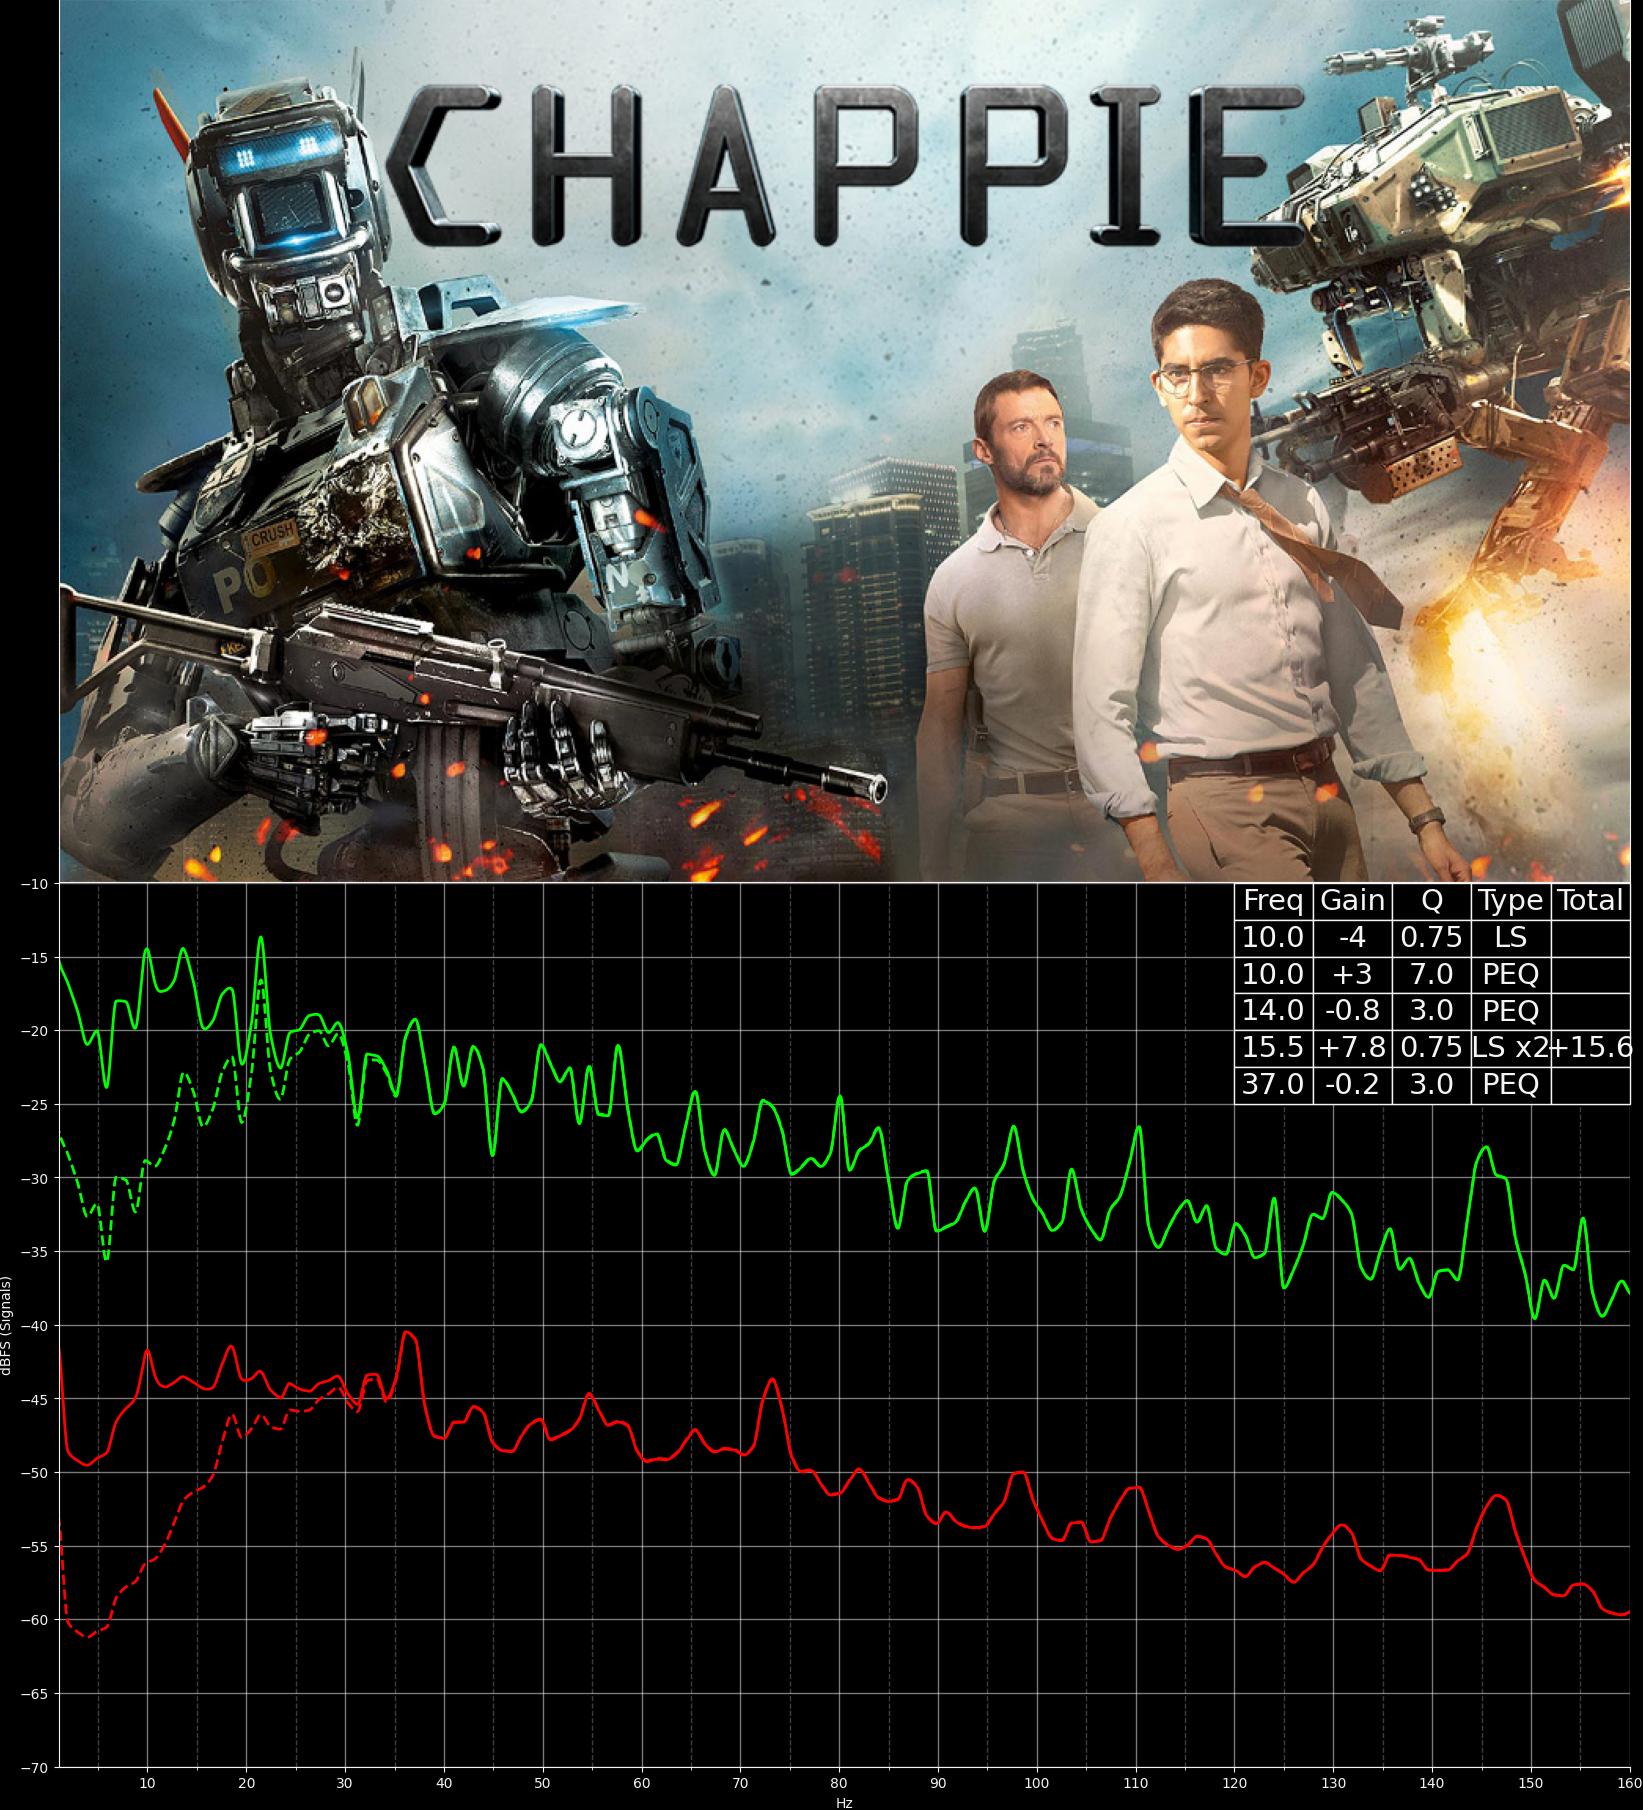 CHAPPIE
CRUSH
PO
N
−10
Freq Gain Q Type Total
10.0 -4 0.75 LS
10.0 +3 7.0 PEQ
14.0 -0.8 3.0 PEQ
15.5 +7.8 0.75 LS x2 +15.6
37.0 -0.2 3.0 PEQ
−15
−20
−25
−30
−35
−40
−45
−50
−55
−60
−65
−70
dBFS (Signals)
10 20 30 40 50 60 70 80 90 100 110 120 130 140 150 160
Hz